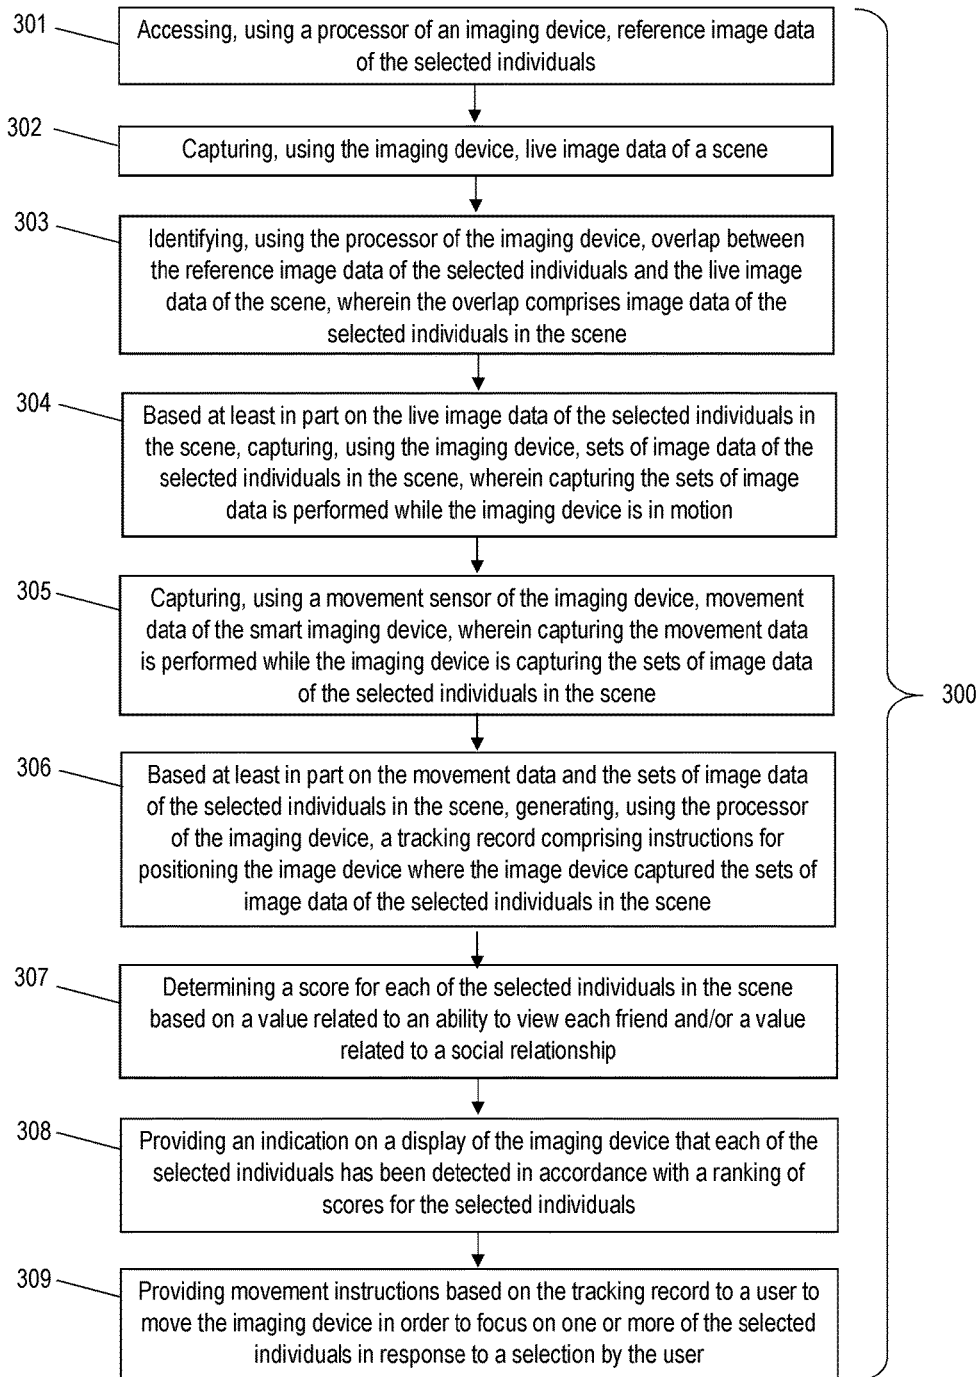 301
Accessing, using a processor of an imaging device, reference image data
of the selected individuals
302
Capturing, using the imaging device, live image data of a scene
303
Identifying, using the processor of the imaging device, overlap between
the reference image data of the selected individuals and the live image
data of the scene, wherein the overlap comprises image data of the
selected individuals in the scene
304
Based at least in part on the live image data of the selected individuals in
the scene, capturing, using the imaging device, sets of image data of the
selected individuals in the scene, wherein capturing the sets of image
data is performed while the imaging device is in motion
305
Capturing, using a movement sensor of the imaging device, movement
data of the smart imaging device, wherein capturing the movement data
is performed while the imaging device is capturing the sets of image data
of the selected individuals in the scene
300
306
Based at least in part on the movement data and the sets of image data
of the selected individuals in the scene, generating, using the processor
of the imaging device, a tracking record comprising instructions for
positioning the image device where the image device captured the sets of
image data of the selected individuals in the scene
307
Determining a score for each of the selected individuals in the scene
based on a value related to an ability to view each friend and/or a value
related to a social relationship
308
Providing an indication on a display of the imaging device that each of the
selected individuals has been detected in accordance with a ranking of
scores for the selected individuals
309
Providing movement instructions based on the tracking record to a user to
move the imaging device in order to focus on one or more of the selected
individuals in response to a selection by the user